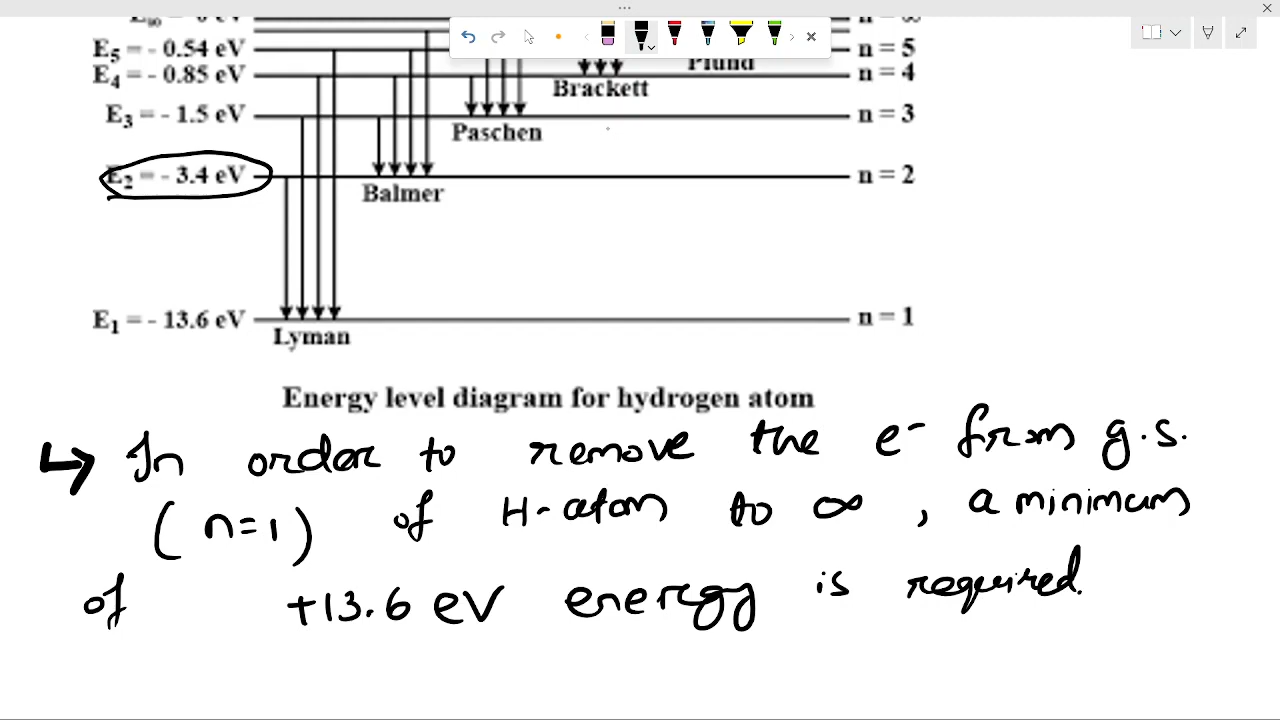 n = ∞
E₅ = - 0.54 eV n = 5
E₄ = - 0.85 eV n = 4
Pfund
Brackett
E₃ = - 1.5 eV n = 3
Paschen
E₂ = - 3.4 eV n = 2
Balmer
E₁ = - 13.6 eV n = 1
Lyman
Energy level diagram for hydrogen atom
↳ In order to remove the e⁻ from g.s.
(n=1) of H-atom to ∞, a minimum
of +13.6 eV energy is required.